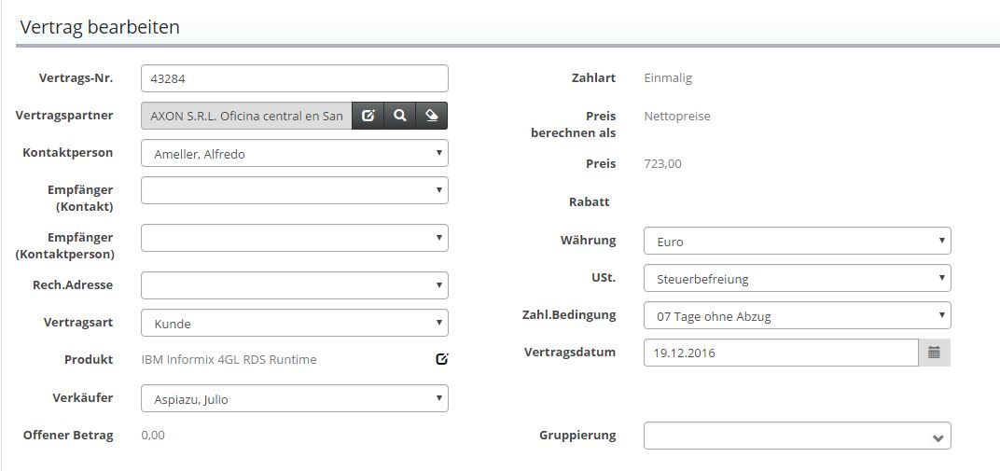 Vertrag bearbeiten
Vertrags-Nr. 43284
Vertragspartner AXON S.R.L. Oficina central en San
Kontaktperson Ameller, Alfredo
Empfänger
(Kontakt)
Empfänger
(Kontaktperson)
Rech.Adresse
Vertragsart Kunde
Produkt IBM Informix 4GL RDS Runtime
Verkäufer Aspiazu, Julio
Offener Betrag 0,00
Zahlart Einmalig
Preis Nettopreise
berechnen als
Preis 723,00
Rabatt
Währung Euro
USt. Steuerbefreiung
Zahl.Bedingung 07 Tage ohne Abzug
Vertragsdatum 19.12.2016
Gruppierung